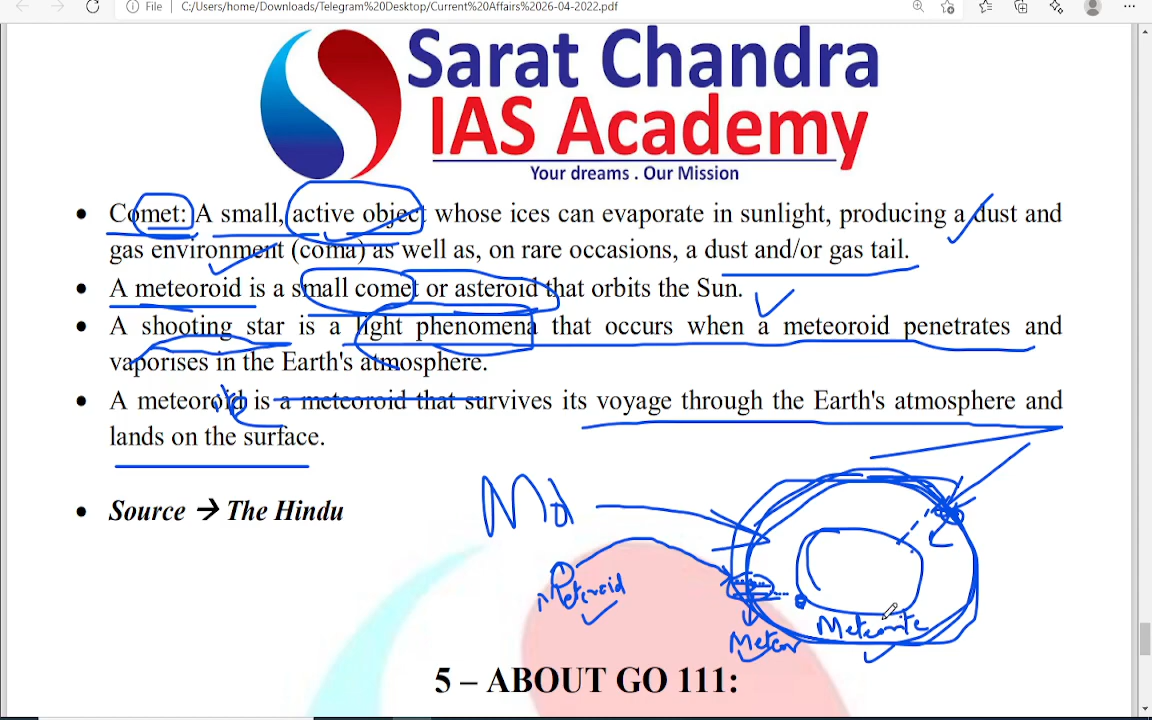 File | C:/Users/home/Downloads/Telegram%20Desktop/Current%20Affairs%2026-04-2022.pdf
Sarat Chandra
IAS Academy
Your dreams . Our Mission
• Comet: A small, active object whose ices can evaporate in sunlight, producing a dust and
gas environment (coma) as well as, on rare occasions, a dust and/or gas tail.
• A meteoroid is a small comet or asteroid that orbits the Sun.
• A shooting star is a light phenomena that occurs when a meteoroid penetrates and
vaporises in the Earth's atmosphere.
• A meteoroid is a meteoroid that survives its voyage through the Earth's atmosphere and
lands on the surface.
• Source → The Hindu
Meteor
Meteorite
5 – ABOUT GO 111: